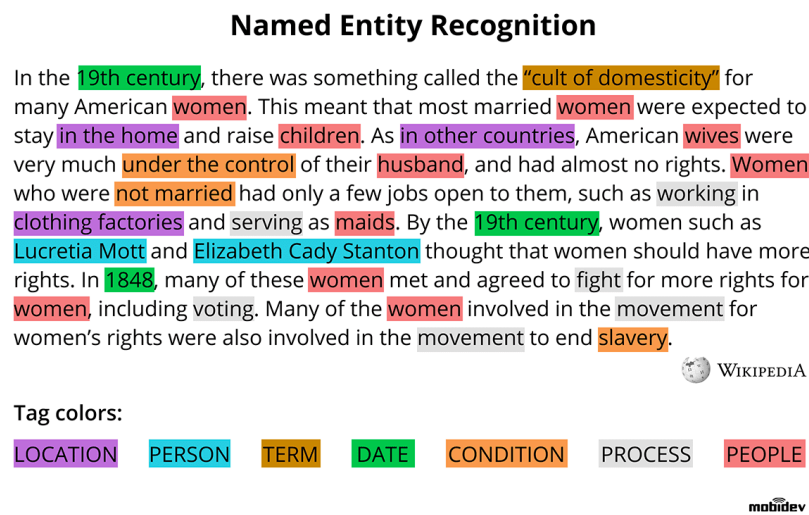 Named Entity Recognition
In the 19th century, there was something called the “cult of domesticity” for
many American women. This meant that most married women were expected to
stay in the home and raise children. As in other countries, American wives were
very much under the control of their husband, and had almost no rights. Women
who were not married had only a few jobs open to them, such as working in
clothing factories and serving as maids. By the 19th century, women such as
Lucretia Mott and Elizabeth Cady Stanton thought that women should have more
rights. In 1848, many of these women met and agreed to fight for more rights for
women, including voting. Many of the women involved in the movement for
women’s rights were also involved in the movement to end slavery.
WIKIPEDIA
Tag colors:
LOCATION PERSON TERM DATE CONDITION PROCESS PEOPLE
mobidev